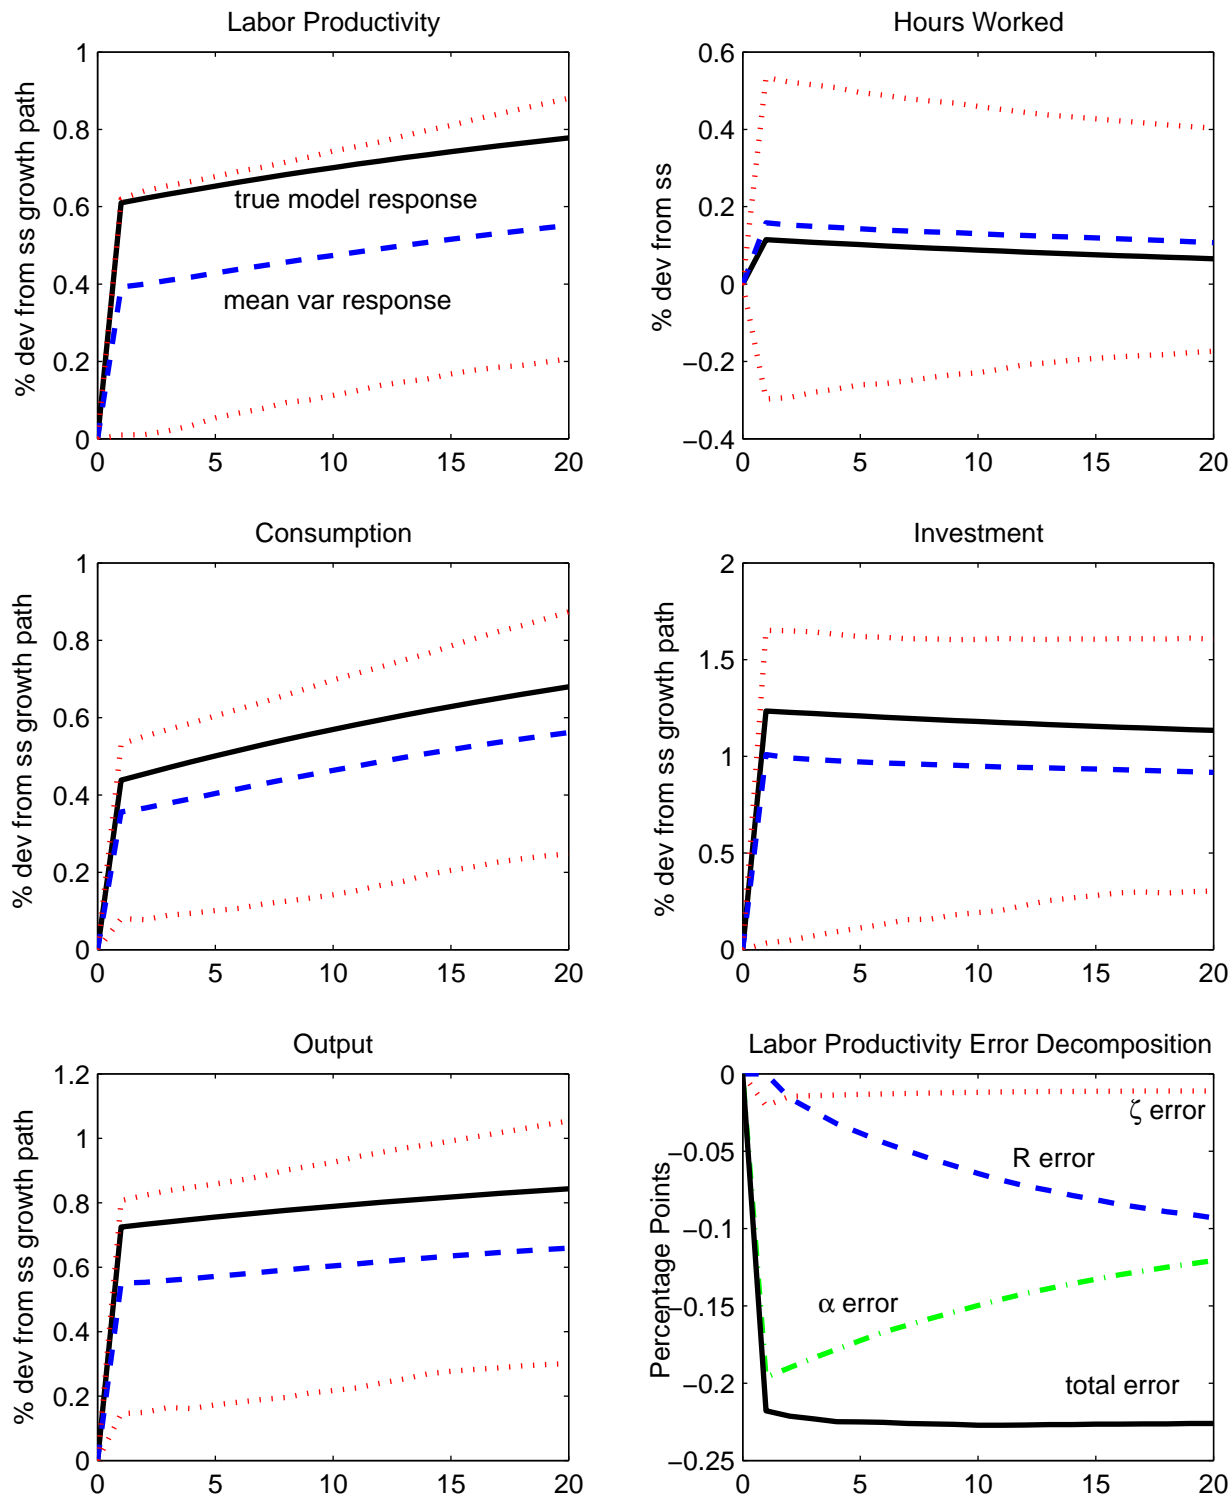 Labor Productivity
% dev from ss growth path
1
0.8
0.6
0.4
0.2
0
0 5 10 15 20
true model response
mean var response
Hours Worked
% dev from ss
0.6
0.4
0.2
0
−0.2
−0.4
0 5 10 15 20
Consumption
% dev from ss growth path
1
0.8
0.6
0.4
0.2
0
0 5 10 15 20
Investment
% dev from ss growth path
2
1.5
1
0.5
0
0 5 10 15 20
Output
% dev from ss growth path
1.2
1
0.8
0.6
0.4
0.2
0
0 5 10 15 20
Labor Productivity Error Decomposition
Percentage Points
0
−0.05
−0.1
−0.15
−0.2
−0.25
0 5 10 15 20
ζ error
R error
α error
total error